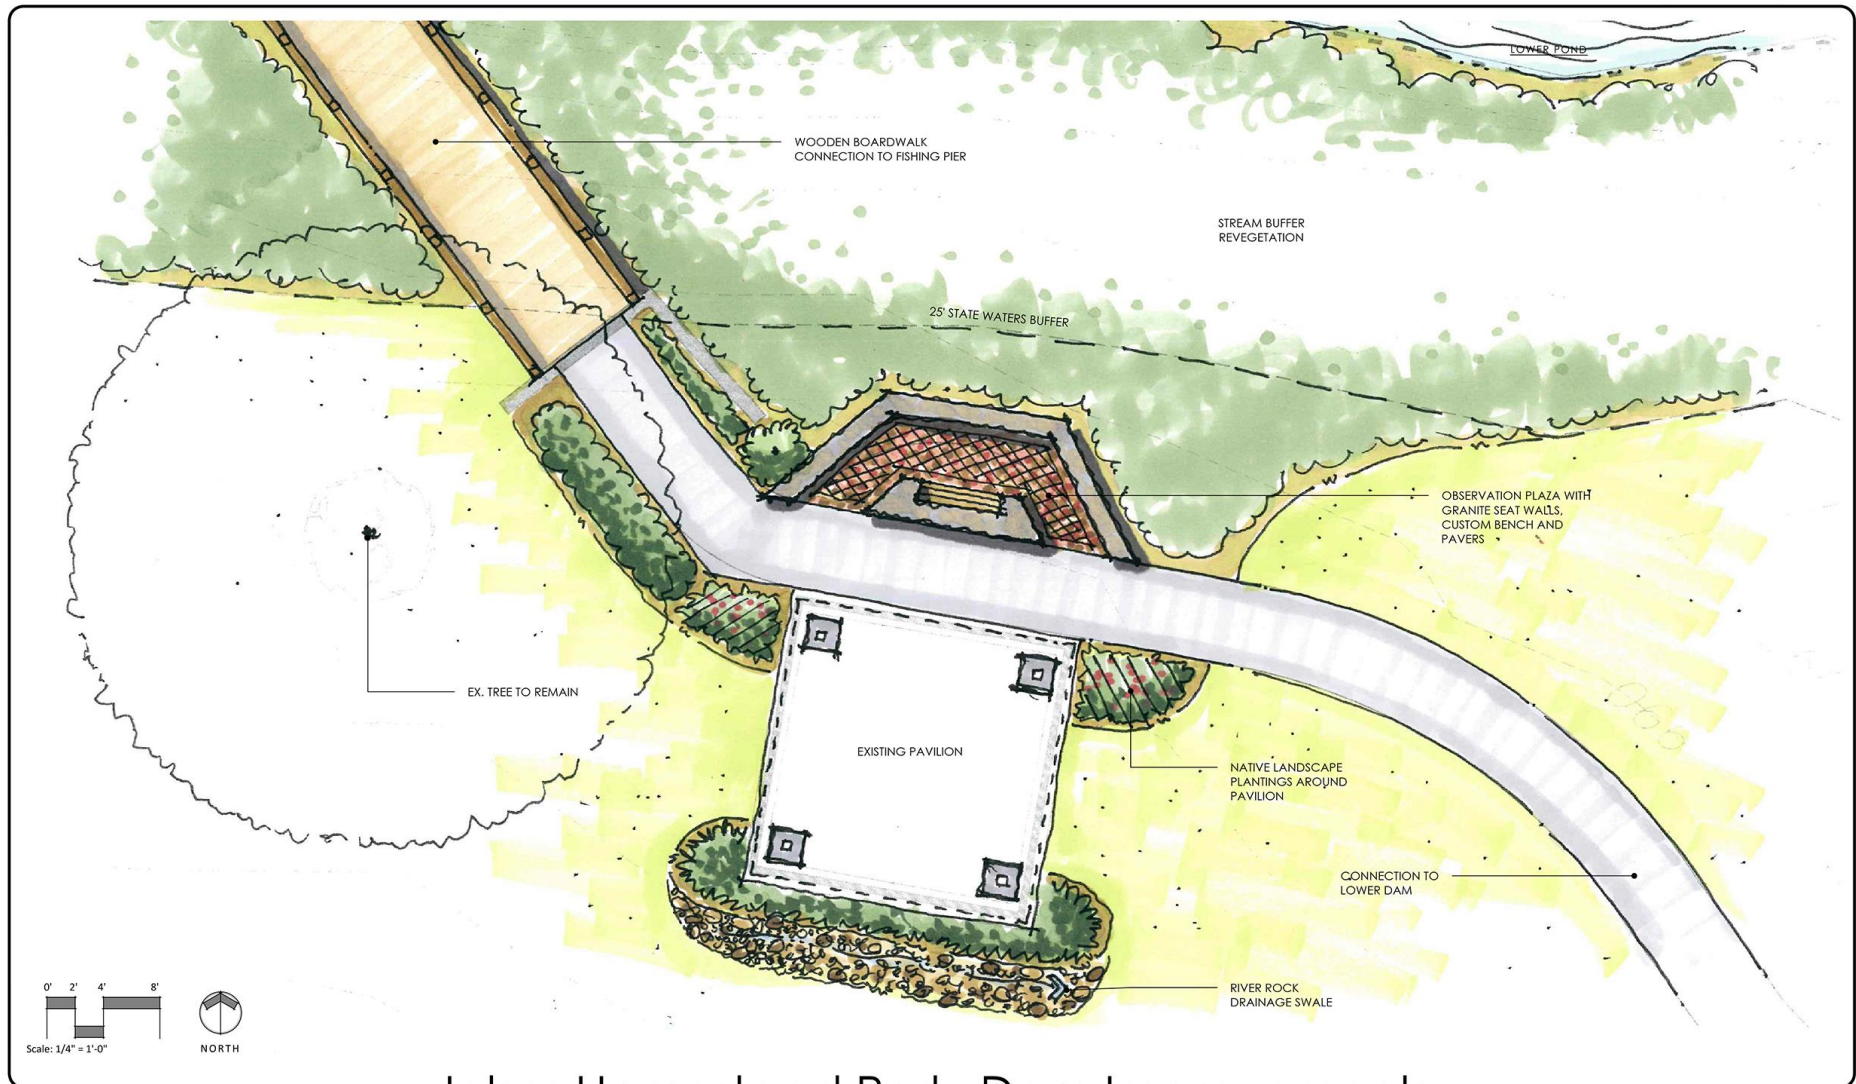 LOWER POND
WOODEN BOARDWALK
CONNECTION TO FISHING PIER
STREAM BUFFER
REVEGETATION
25' STATE WATERS BUFFER
OBSERVATION PLAZA WITH
GRANITE SEAT WALLS,
CUSTOM BENCH AND
PAVERS
EX. TREE TO REMAIN
EXISTING PAVILION
NATIVE LANDSCAPE
PLANTINGS AROUND
PAVILION
CONNECTION TO
LOWER DAM
RIVER ROCK
DRAINAGE SWALE
0' 2' 4' 8'
Scale: 1/4" = 1'-0"
NORTH